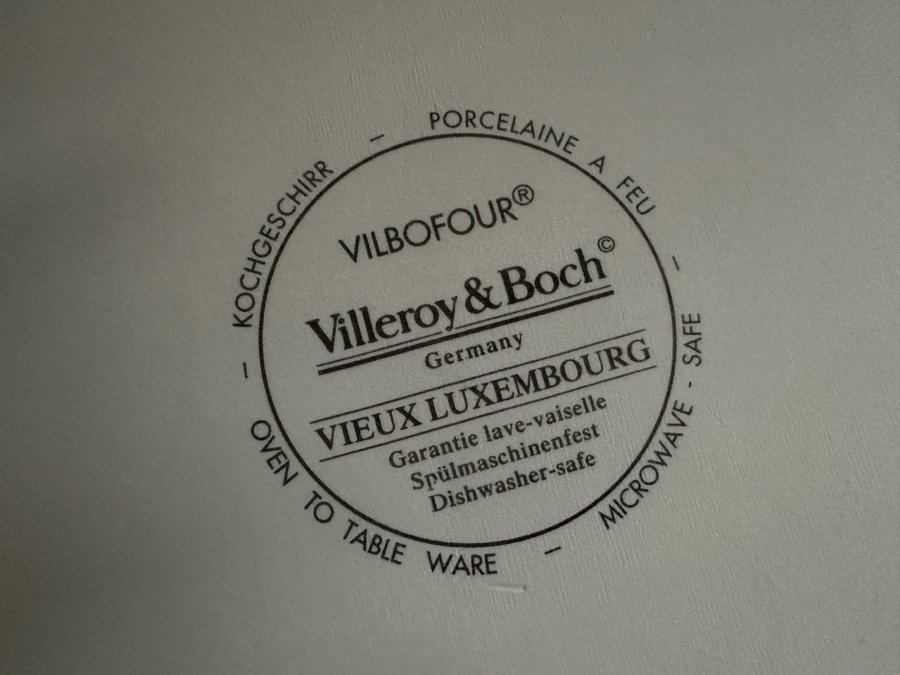 KOCHGESCHIRR – PORCELAINE A FEU –
MICROWAVE - SAFE –
OVEN TO TABLE WARE –
VILBOFOUR®
Villeroy & Boch©
Germany
VIEUX LUXEMBOURG
Garantie lave-vaiselle
Spülmaschinenfest
Dishwasher-safe